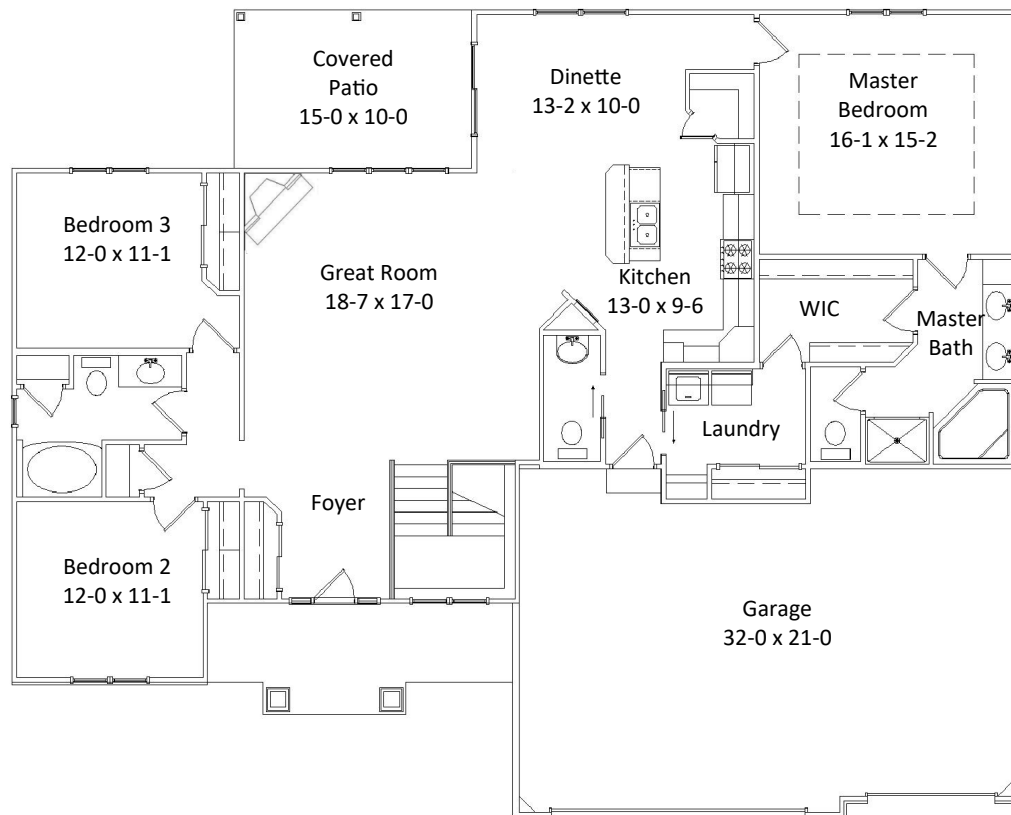 Covered
Patio
15-0 x 10-0
Dinette
13-2 x 10-0
Master
Bedroom
16-1 x 15-2
Bedroom 3
12-0 x 11-1
Great Room
18-7 x 17-0
Kitchen
13-0 x 9-6
WIC
Master
Bath
Laundry
Foyer
Bedroom 2
12-0 x 11-1
Garage
32-0 x 21-0